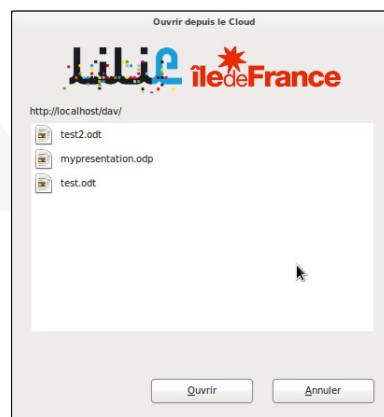 Ouvrir depuis le Cloud
Lilie îledeFrance
http://localhost/dav/
test2.odt
mypresentation.odp
test.odt
Ouvrir
Annuler